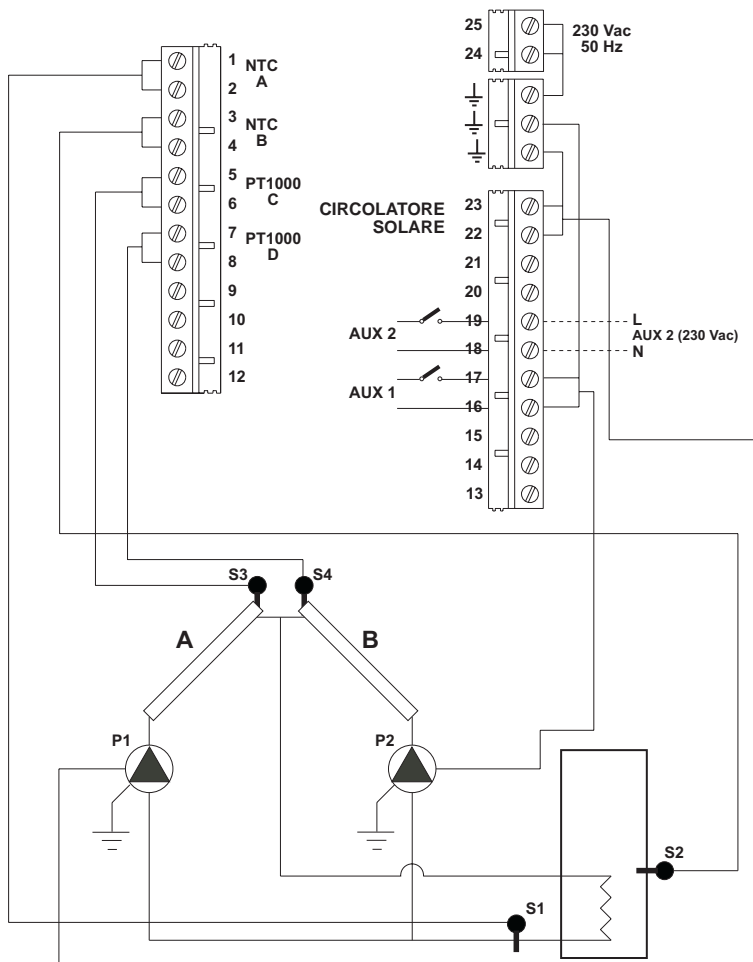 1
2
3
4
5
6
7
8
9
10
11
12
NTC
A
NTC
B
PT1000
C
PT1000
D
25
24
230 Vac
50 Hz
CIRCOLATORE
SOLARE
23
22
21
20
19
18
17
16
15
14
13
AUX 2
AUX 1
L
AUX 2 (230 Vac)
N
S3
S4
A
B
P1
P2
S2
S1